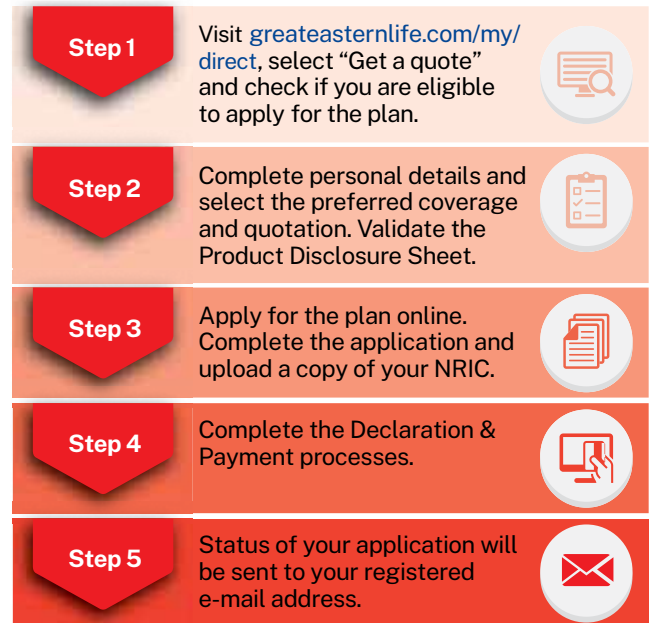 Step 1
Visit greateasternlife.com/my/
direct, select “Get a quote”
and check if you are eligible
to apply for the plan.
Step 2
Complete personal details and
select the preferred coverage
and quotation. Validate the
Product Disclosure Sheet.
Step 3
Apply for the plan online.
Complete the application and
upload a copy of your NRIC.
Step 4
Complete the Declaration &
Payment processes.
Step 5
Status of your application will
be sent to your registered
e-mail address.